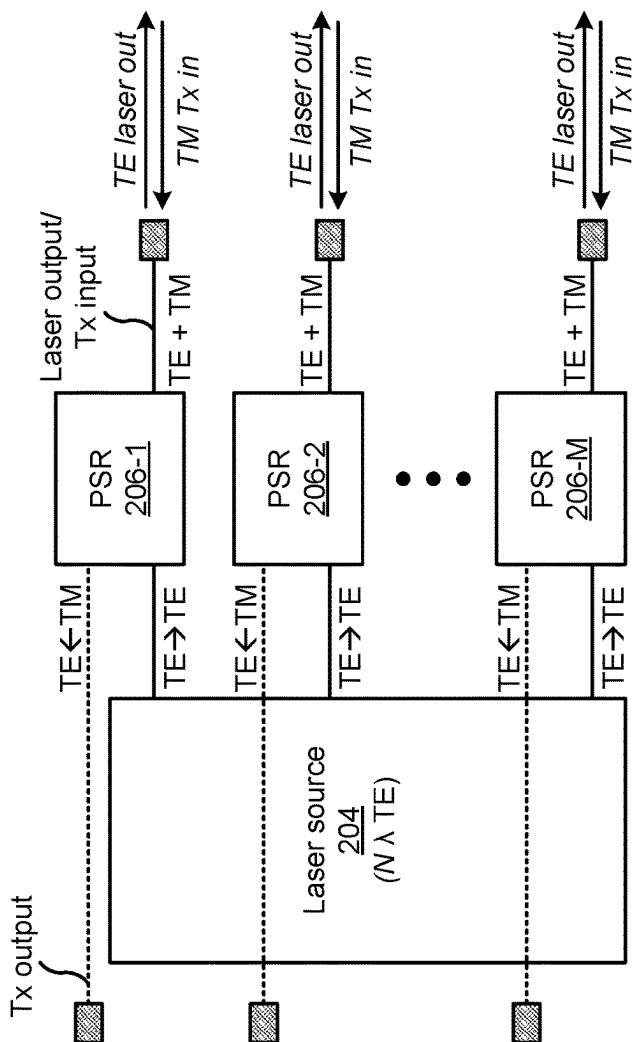 Tx output
Laser source
204
(N λ TE)
TE←TM
TE→TE
PSR
206-1
Laser output/
Tx input
TE + TM
TE laser out
TM Tx in
TE←TM
TE→TE
PSR
206-2
TE + TM
TE laser out
TM Tx in
TE←TM
TE→TE
PSR
206-M
TE + TM
TE laser out
TM Tx in